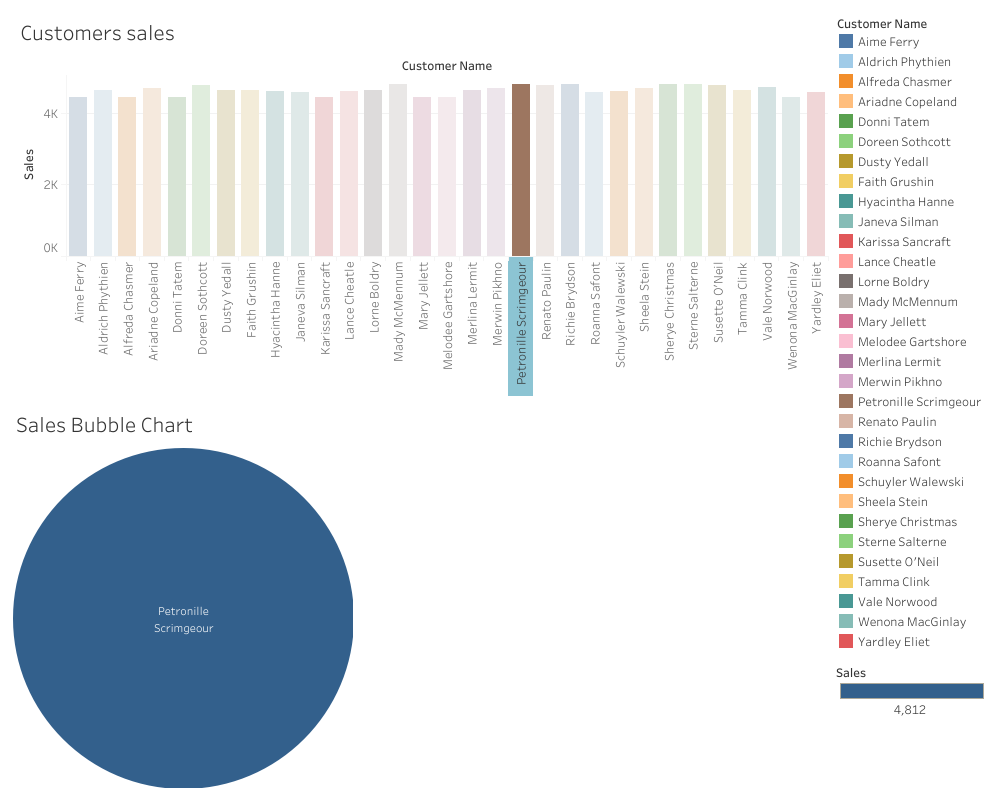 Customers sales
Customer Name
Sales
4K
2K
0K
Aime Ferry
Aldrich Phythien
Alfreda Chasmer
Ariadne Copeland
Donni Tatem
Doreen Sothcott
Dusty Yedall
Faith Grushin
Hyacintha Hanne
Janeva Silman
Karissa Sancraft
Lance Cheatle
Lorne Boldry
Mady McMennum
Mary Jellett
Melodee Gartshore
Merlina Lermit
Merwin Pikhno
Petronille Scrimgeour
Renato Paulin
Richie Brydson
Roanna Safont
Schuyler Walewski
Sheela Stein
Sherye Christmas
Sterne Salterne
Susette O'Neil
Tamma Clink
Vale Norwood
Wenona MacGinlay
Yardley Eliet
Sales Bubble Chart
Petronille
Scrimgeour
Customer Name
Aime Ferry
Aldrich Phythien
Alfreda Chasmer
Ariadne Copeland
Donni Tatem
Doreen Sothcott
Dusty Yedall
Faith Grushin
Hyacintha Hanne
Janeva Silman
Karissa Sancraft
Lance Cheatle
Lorne Boldry
Mady McMennum
Mary Jellett
Melodee Gartshore
Merlina Lermit
Merwin Pikhno
Petronille Scrimgeour
Renato Paulin
Richie Brydson
Roanna Safont
Schuyler Walewski
Sheela Stein
Sherye Christmas
Sterne Salterne
Susette O'Neil
Tamma Clink
Vale Norwood
Wenona MacGinlay
Yardley Eliet
Sales
4,812